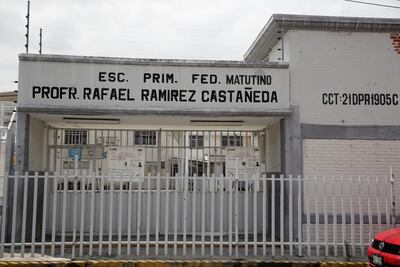 ESC. PRIM. FED. MATUTINO
PROFR. RAFAEL RAMIREZ CASTAÑEDA
CCT:21DPR1905C